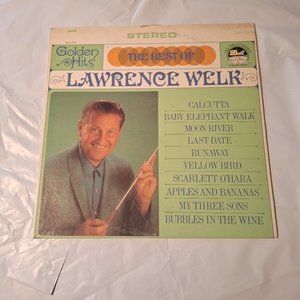 STEREO
Golden
Hits
THE BEST OF
LAWRENCE WELK
CALCUTTA
BABY ELEPHANT WALK
MOON RIVER
LAST DATE
RUNAWAY
YELLOW BIRD
SCARLETT O'HARA
APPLES AND BANANAS
MY THREE SONS
BUBBLES IN THE WINE